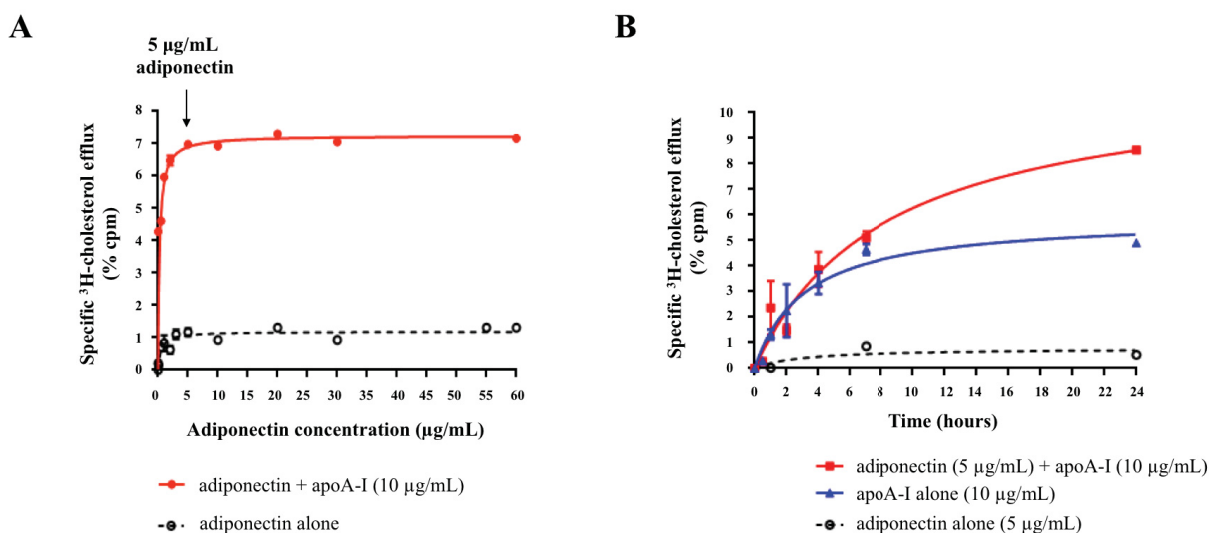 A
5 µg/mL
adiponectin
Specific ³H-cholesterol efflux
(% cpm)
8
7
6
5
4
3
2
1
0
0 5 10 15 20 25 30 35 40 45 50 55 60
Adiponectin concentration (µg/mL)
adiponectin + apoA-I (10 µg/mL)
adiponectin alone
B
Specific ³H-cholesterol efflux
(% cpm)
10
9
8
7
6
5
4
3
2
1
0
0 2 4 6 8 10 12 14 16 18 20 22 24
Time (hours)
adiponectin (5 µg/mL) + apoA-I (10 µg/mL)
apoA-I alone (10 µg/mL)
adiponectin alone (5 µg/mL)